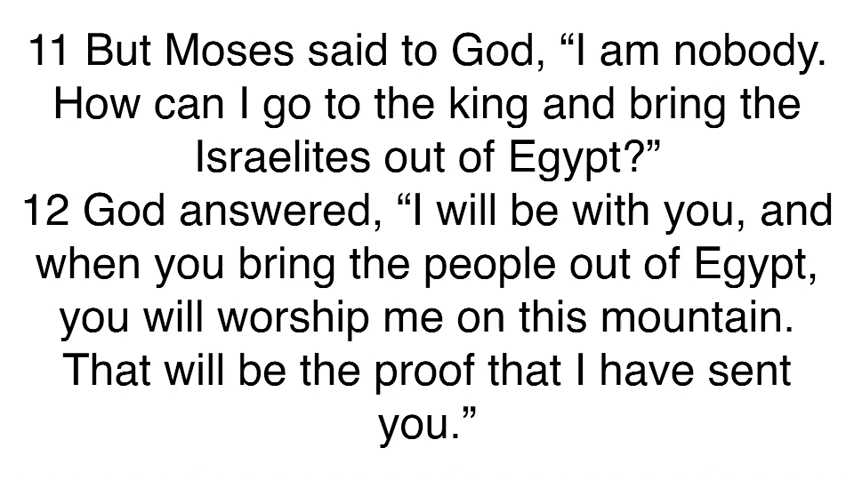 11 But Moses said to God, “I am nobody.
How can I go to the king and bring the
Israelites out of Egypt?”
12 God answered, “I will be with you, and
when you bring the people out of Egypt,
you will worship me on this mountain.
That will be the proof that I have sent
you.”